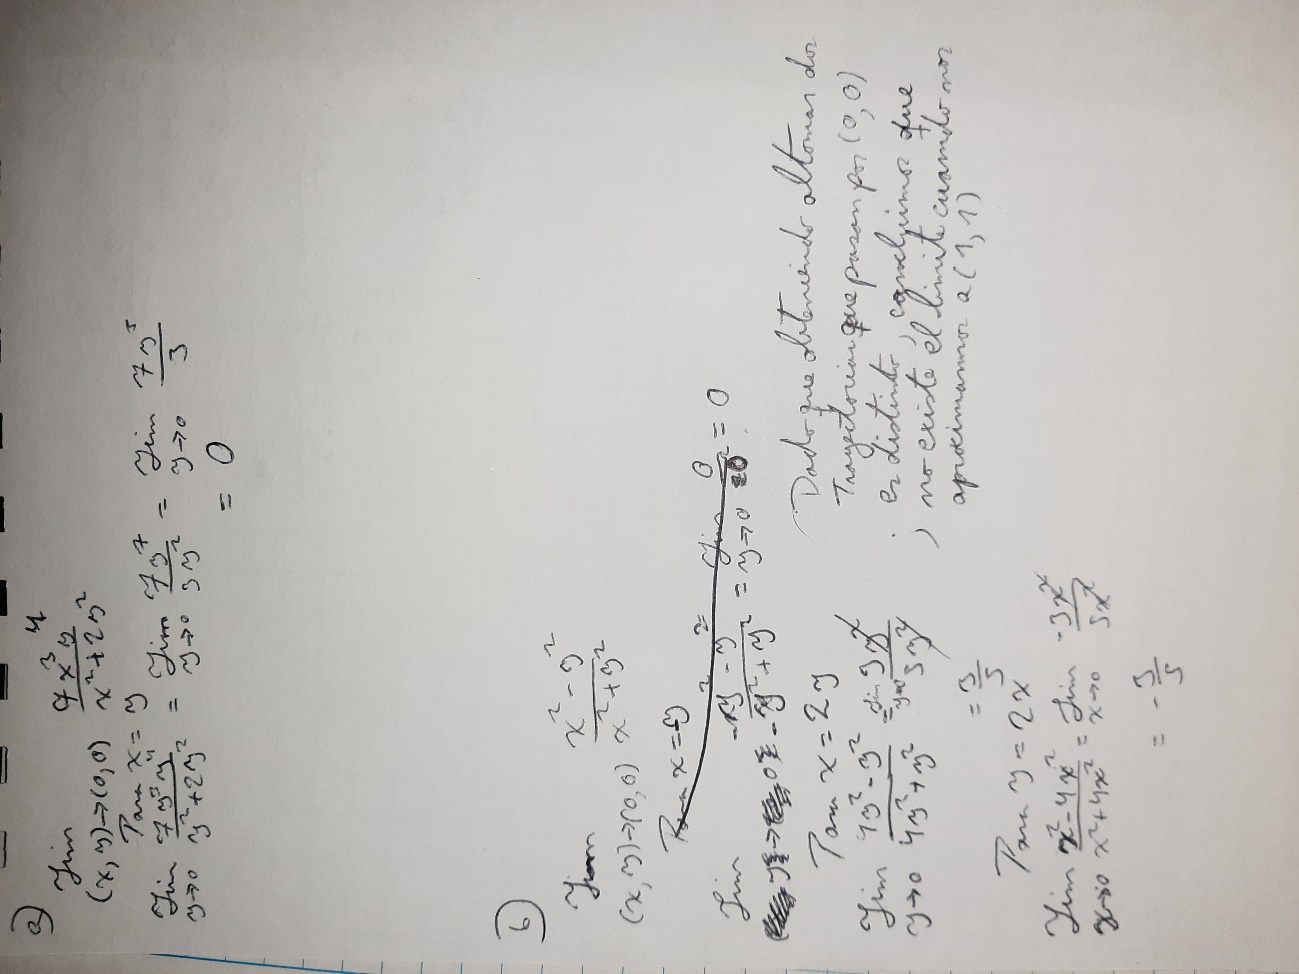 a)
lim 7x³y⁴
(x,y)→(0,0) x²+2y²
Para x=y
lim 7y³y⁴ = lim 7y⁷ = lim 7y⁵
y→0 y²+2y² y→0 3y² y→0 3
= 0
b)
lim x²-y²
(x,y)→(0,0) x²+y²
lim
Para x=2y
lim 4y²-y² = lim 3y²
y→0 4y²+y² y→0 5y²
= 3/5
Para y=2x
lim x²-4x² = lim -3x²
x→0 x²+4x² x→0 5x²
= -3/5
Dado que obteniendo al tomar dos
Trayectorias que pasan por (0,0)
es distinto, concluimos que
no existe el limite cuando nos
aproximamos a (1,1)